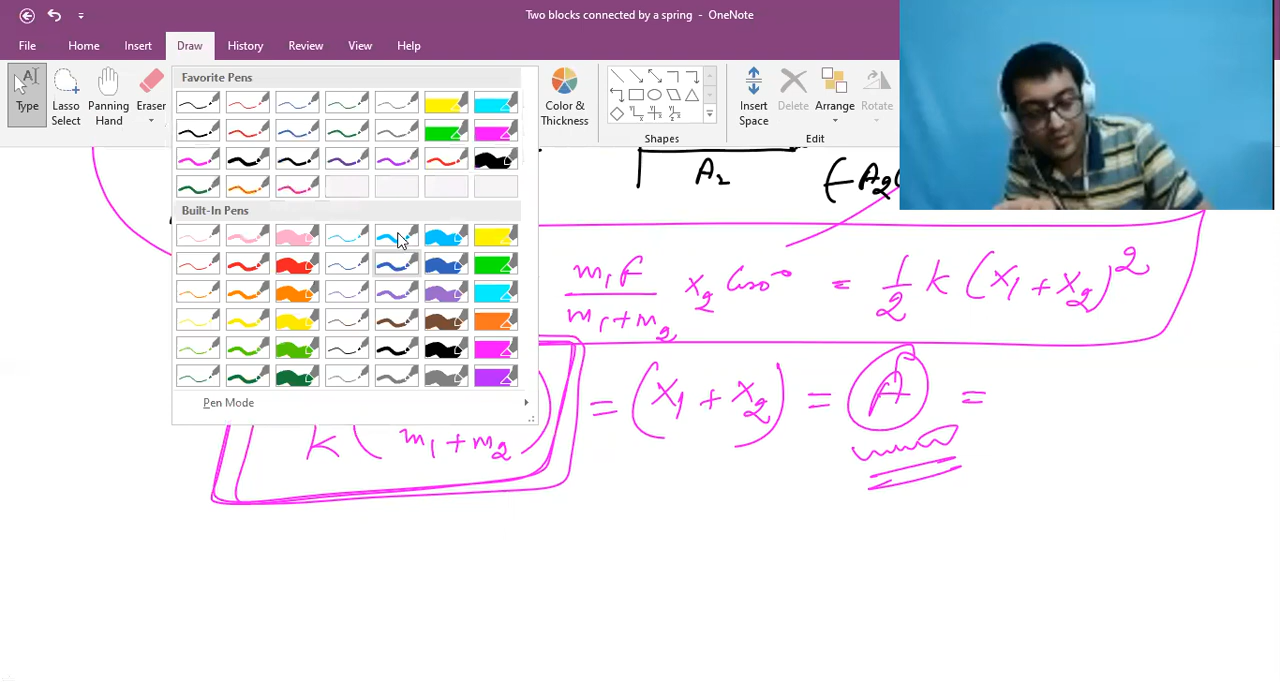 Two blocks connected by a spring - OneNote
File Home Insert Draw History Review View Help
Type
Lasso Select
Panning Hand
Eraser
Color & Thickness
Shapes
Insert Space
Delete
Arrange
Rotate
Edit
Favorite Pens
Built-In Pens
Pen Mode
A₂
m₁F / (m₁+m₂) x₂ Cos0° = 1/2 k (x₁+x₂)²
k (m₁+m₂) = (x₁+x₂) = A =